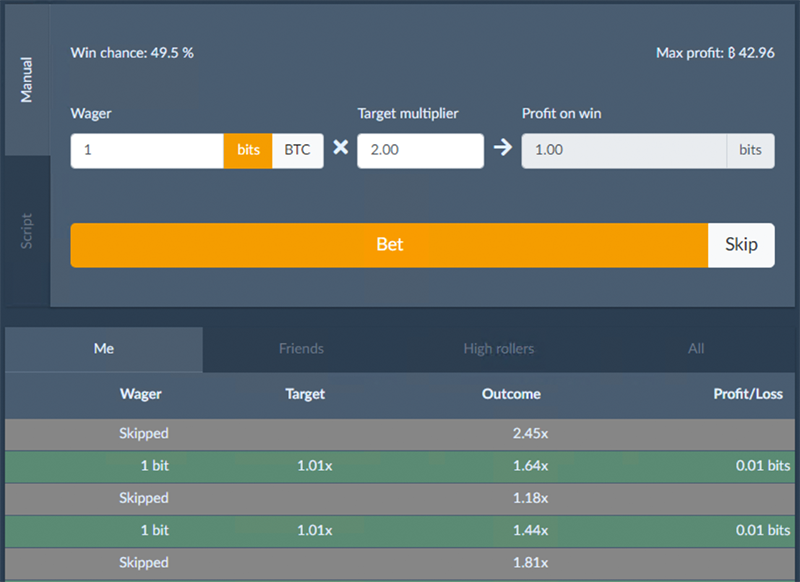 Manual
Script
Win chance: 49.5 % Max profit: ₿ 42.96
Wager Target multiplier Profit on win
1 bits BTC × 2.00 → 1.00 bits
Bet Skip
Me Friends High rollers All
Wager Target Outcome Profit/Loss
Skipped 2.45x
1 bit 1.01x 1.64x 0.01 bits
Skipped 1.18x
1 bit 1.01x 1.44x 0.01 bits
Skipped 1.81x